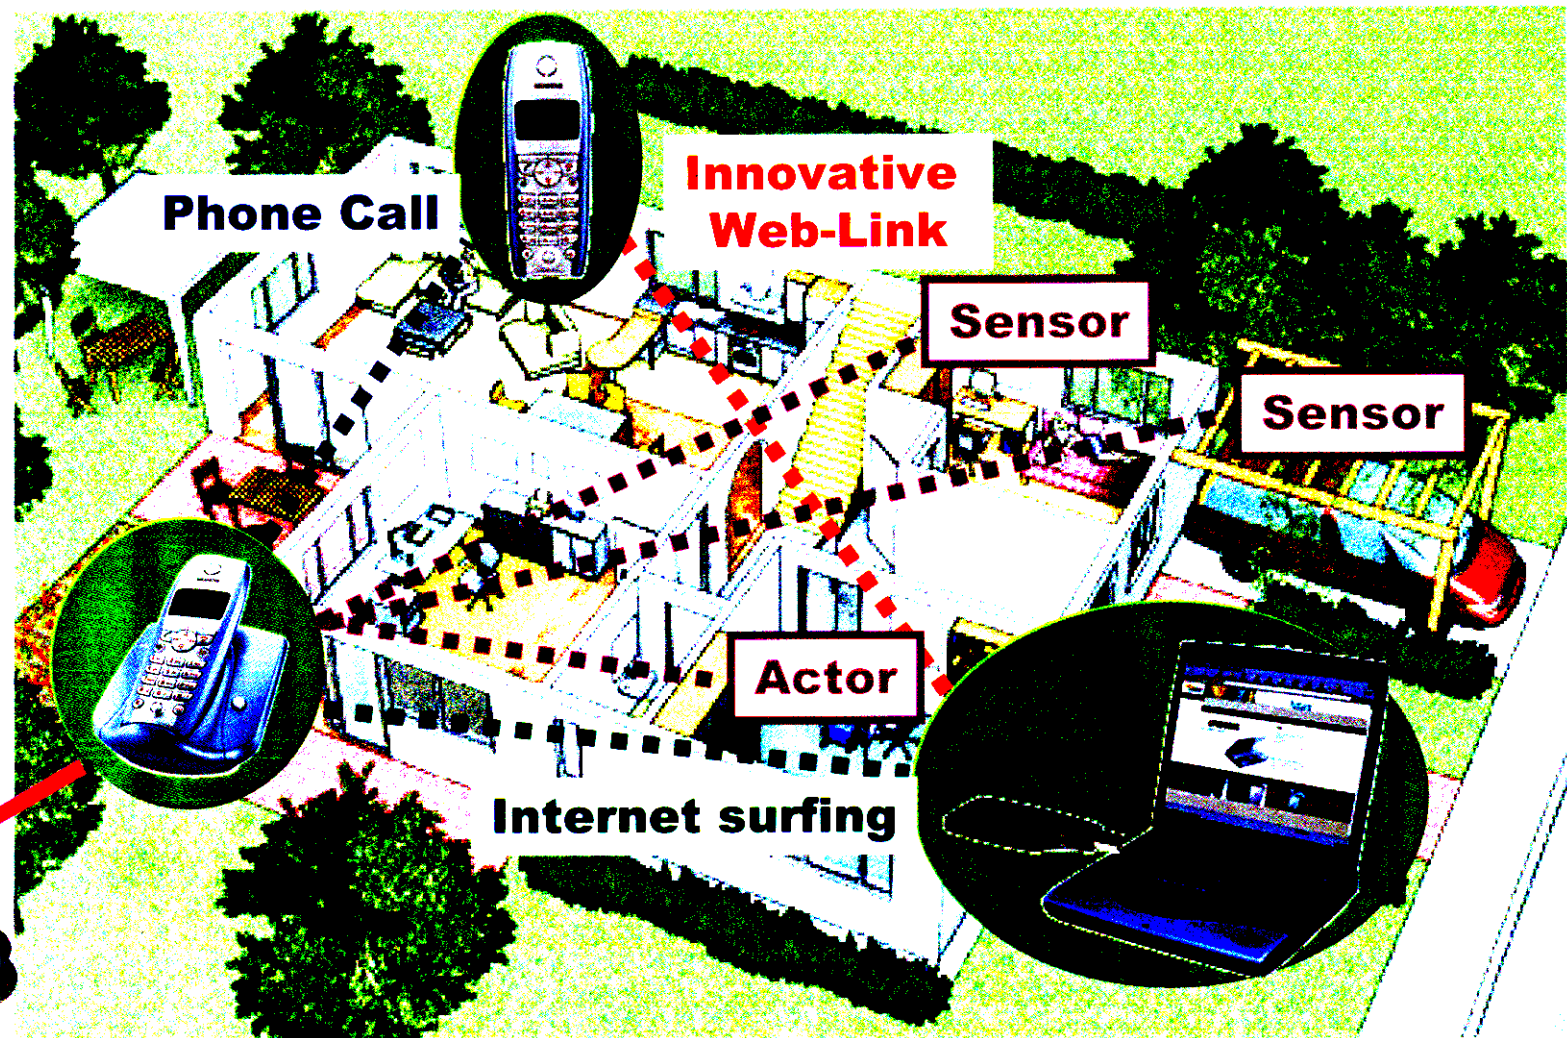 Phone Call
Innovative
Web-Link
Sensor
Sensor
Actor
Internet surfing